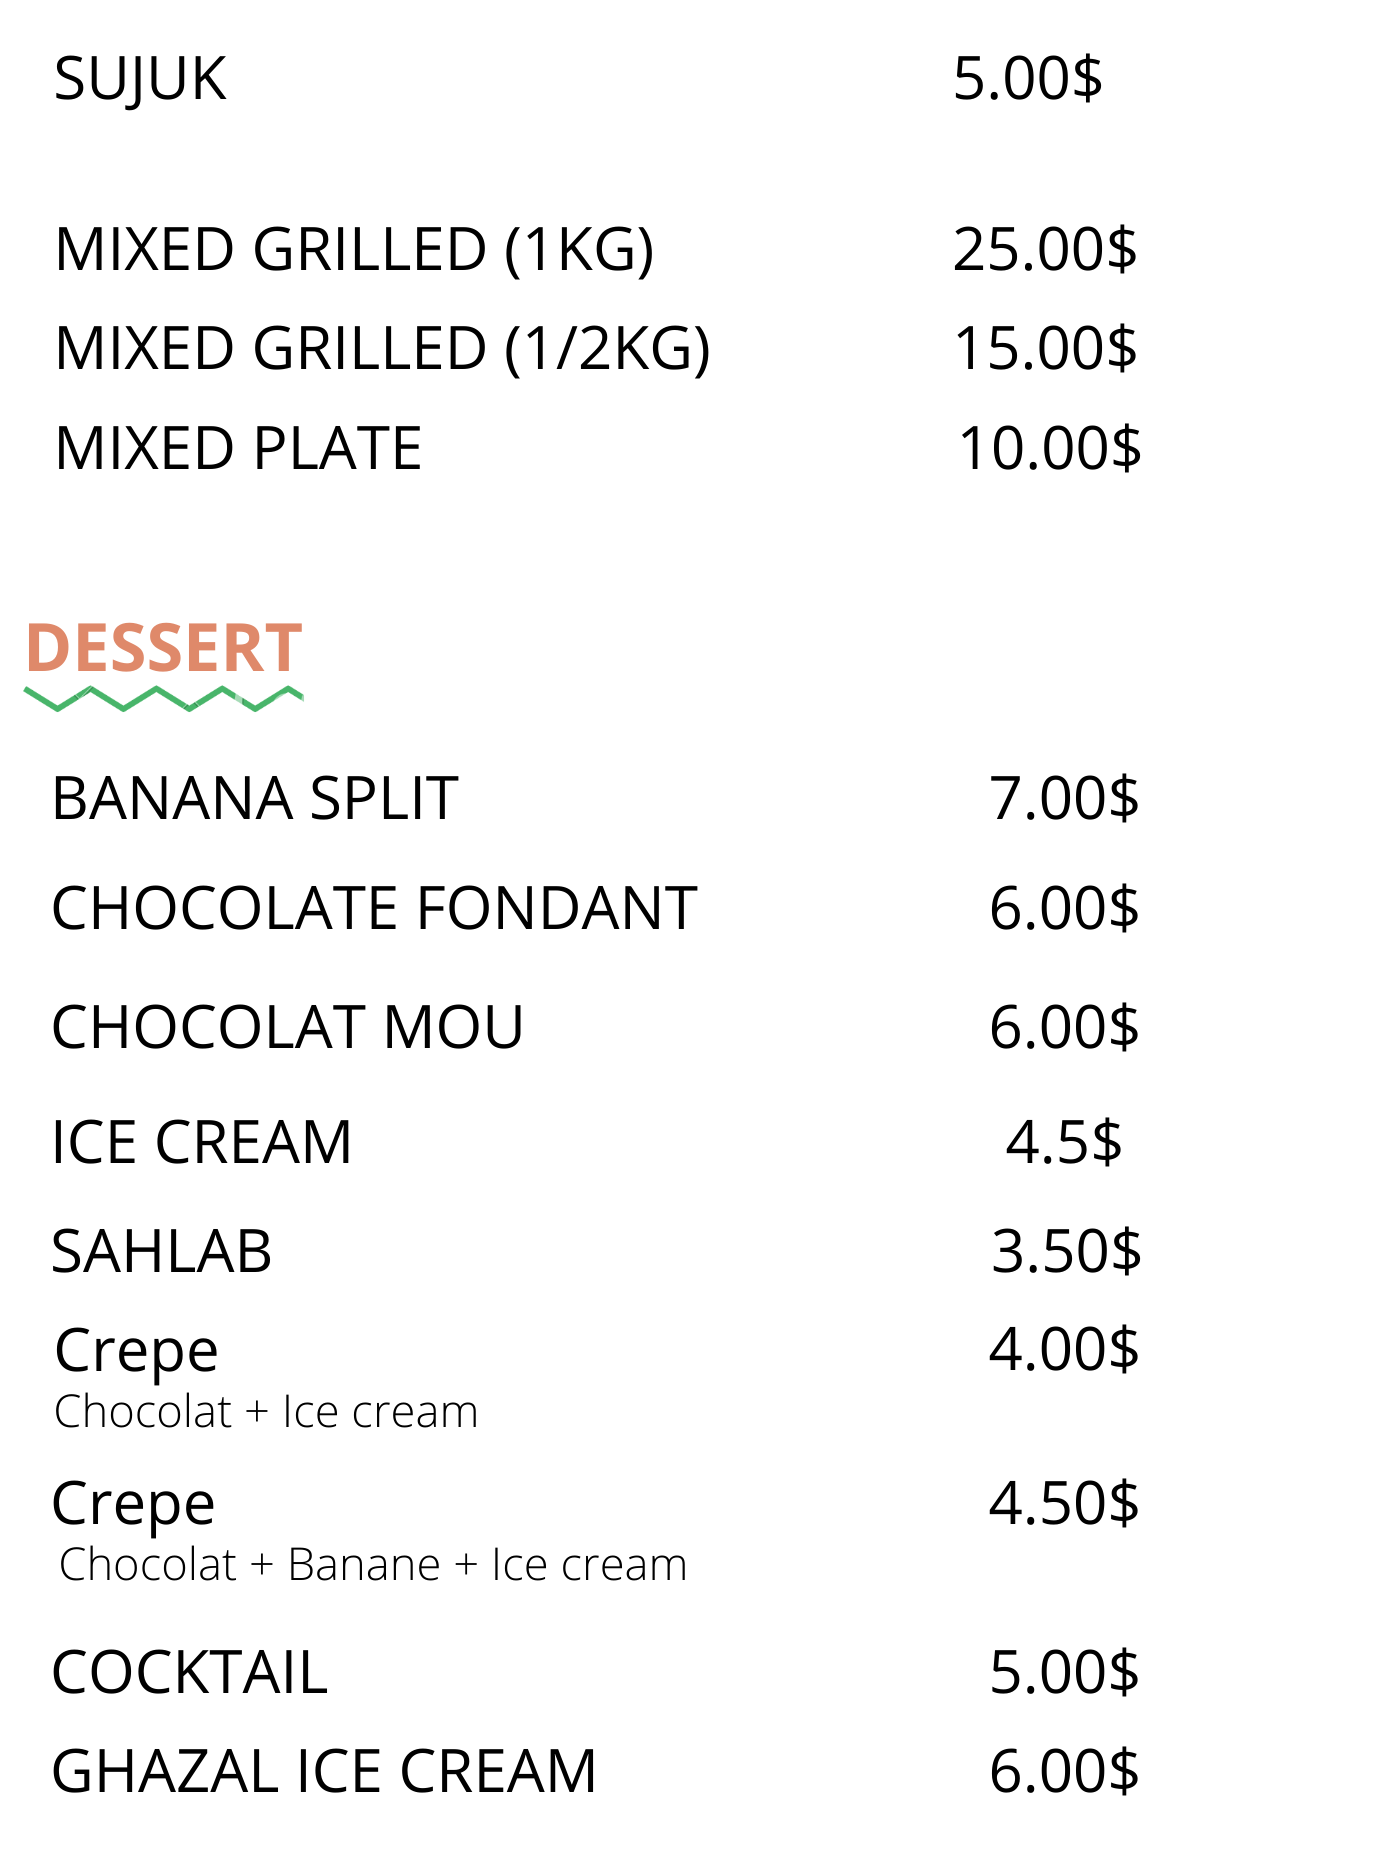 SUJUK 5.00$
MIXED GRILLED (1KG) 25.00$
MIXED GRILLED (1/2KG) 15.00$
MIXED PLATE 10.00$
DESSERT
BANANA SPLIT 7.00$
CHOCOLATE FONDANT 6.00$
CHOCOLAT MOU 6.00$
ICE CREAM 4.5$
SAHLAB 3.50$
Crepe 4.00$
Chocolat + Ice cream
Crepe 4.50$
Chocolat + Banane + Ice cream
COCKTAIL 5.00$
GHAZAL ICE CREAM 6.00$